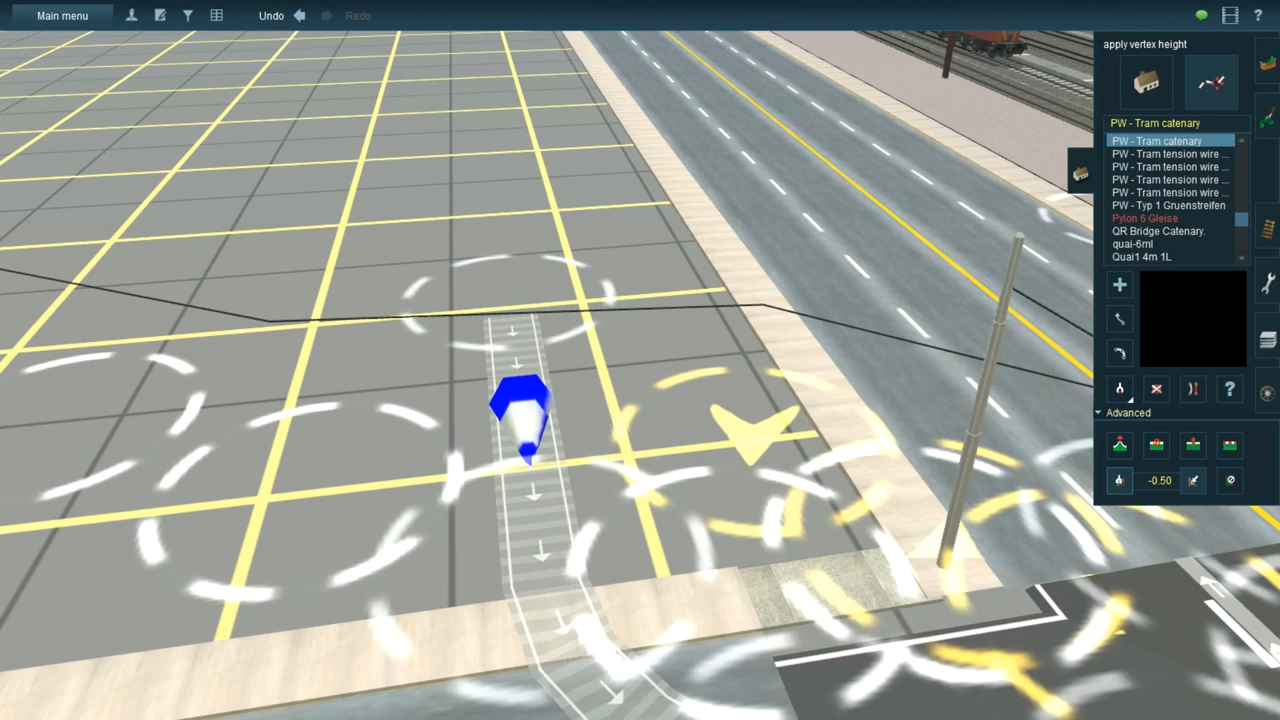 Main menu
Undo
Redo
?
apply vertex height
PW - Tram catenary
PW - Tram catenary
PW - Tram tension wire ...
PW - Tram tension wire ...
PW - Tram tension wire ...
PW - Tram tension wire ...
PW - Typ 1 Gruenstreifen
Pylon 6 Gleise
QR Bridge Catenary.
quai-6ml
Quai1 4m 1L
?
Advanced
-0.50